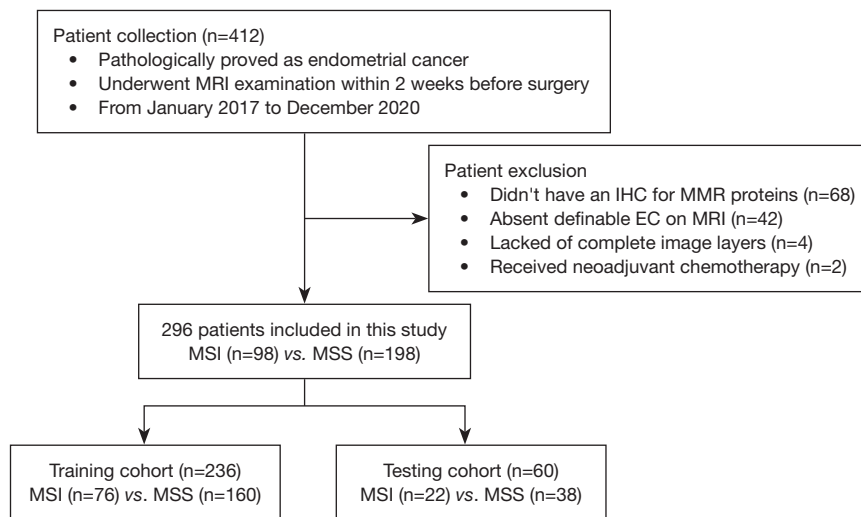 Patient collection (n=412)
• Pathologically proved as endometrial cancer
• Underwent MRI examination within 2 weeks before surgery
• From January 2017 to December 2020
Patient exclusion
• Didn't have an IHC for MMR proteins (n=68)
• Absent definable EC on MRI (n=42)
• Lacked of complete image layers (n=4)
• Received neoadjuvant chemotherapy (n=2)
296 patients included in this study
MSI (n=98) vs. MSS (n=198)
Training cohort (n=236)
MSI (n=76) vs. MSS (n=160)
Testing cohort (n=60)
MSI (n=22) vs. MSS (n=38)